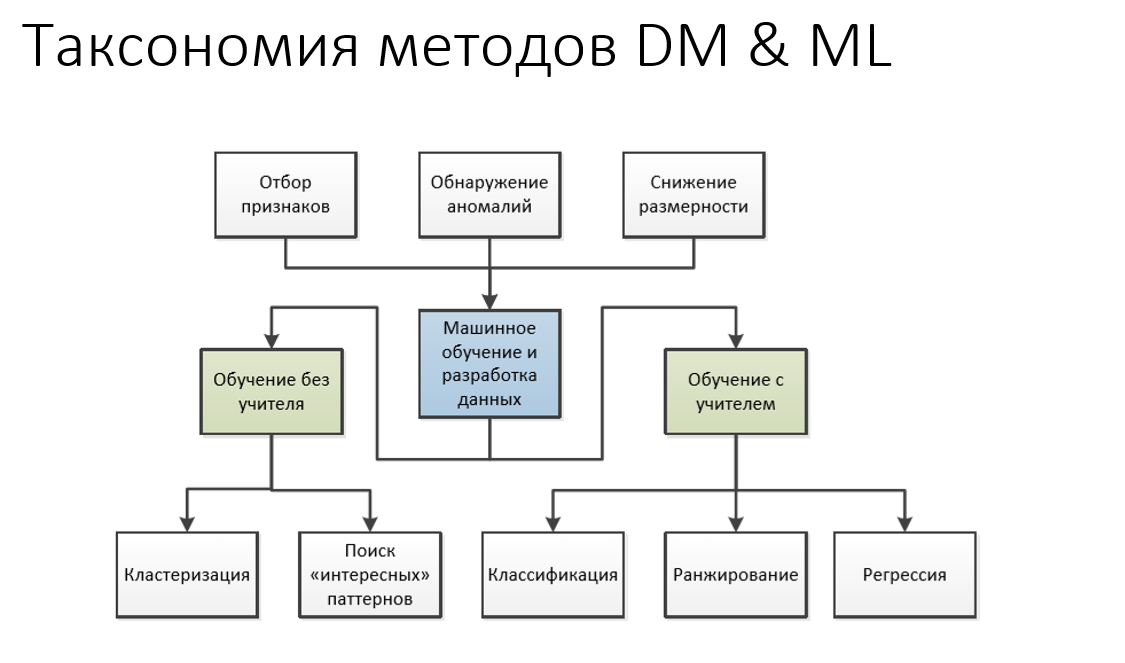 Таксономия методов DM & ML
Отбор
признаков
Обнаружение
аномалий
Снижение
размерности
Машинное
обучение и
разработка
данных
Обучение без
учителя
Обучение с
учителем
Кластеризация
Поиск
«интересных»
паттернов
Классификация
Ранжирование
Регрессия